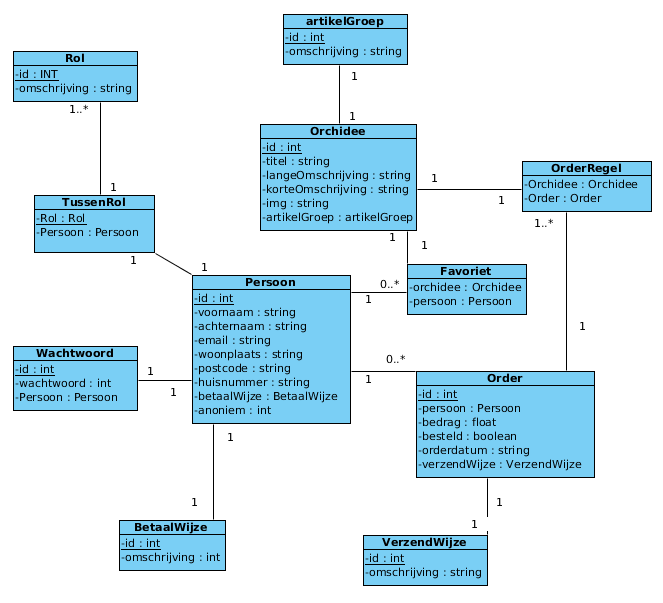 artikelGroep
-id : int
-omschrijving : string
1
1
Rol
-id : INT
-omschrijving : string
1..*
1
Orchidee
-id : int
-titel : string
-langeOmschrijving : string
-korteOmschrijving : string
-img : string
-artikelGroep : artikelGroep
1
1
OrderRegel
-Orchidee : Orchidee
-Order : Order
1..*
1
TussenRol
-Rol : Rol
-Persoon : Persoon
1
1
1
1
Favoriet
-orchidee : Orchidee
-persoon : Persoon
0..*
1
Persoon
-id : int
-voornaam : string
-achternaam : string
-email : string
-woonplaats : string
-postcode : string
-huisnummer : string
-betaalWijze : BetaalWijze
-anoniem : int
0..*
1
Wachtwoord
-id : int
-wachtwoord : int
-Persoon : Persoon
1
1
Order
-id : int
-persoon : Persoon
-bedrag : float
-besteld : boolean
-orderdatum : string
-verzendWijze : VerzendWijze
1
1
1
1
BetaalWijze
-id : int
-omschrijving : int
VerzendWijze
-id : int
-omschrijving : string